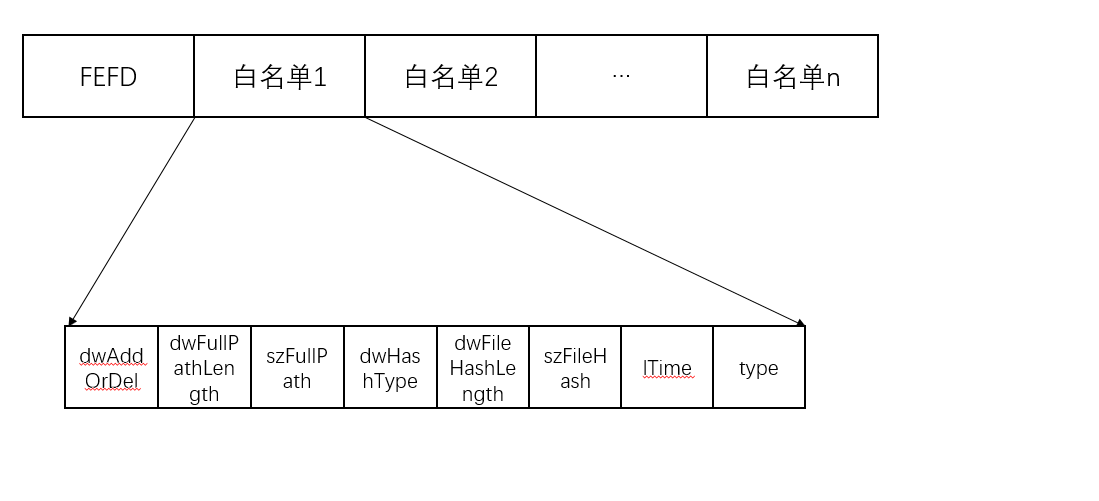 FEFD
白名单1
白名单2
…
白名单n
dwAdd
OrDel
dwFullP
athLen
gth
szFullP
ath
dwHas
hType
dwFile
HashLe
ngth
szFileH
ash
lTime
type